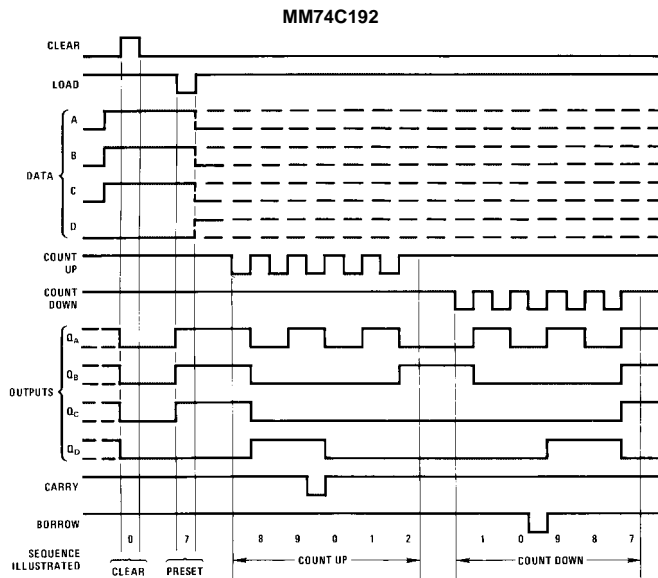 MM74C192
CLEAR
LOAD
A
B
DATA
C
D
COUNT
UP
COUNT
DOWN
QA
QB
OUTPUTS
QC
QD
CARRY
BORROW
0 7 8 9 0 1 2 1 0 9 8 7
SEQUENCE
ILLUSTRATED
CLEAR PRESET COUNT UP COUNT DOWN